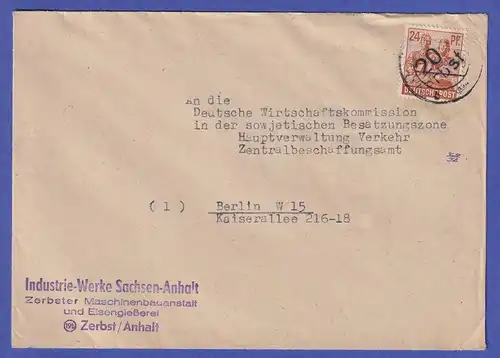 24 PF.
20
Zerbst
DEUTSCHE POST
An die
Deutsche Wirtschaftskommission
in der sowjetischen Besatzungszone
Hauptverwaltung Verkehr
Zentralbeschaffungsamt
(1) Berlin W 15
Kaiserallee 216-18
Industrie-Werke Sachsen-Anhalt
Zerbster Maschinenbauanstalt
und Eisengießerei
Zerbst/Anhalt